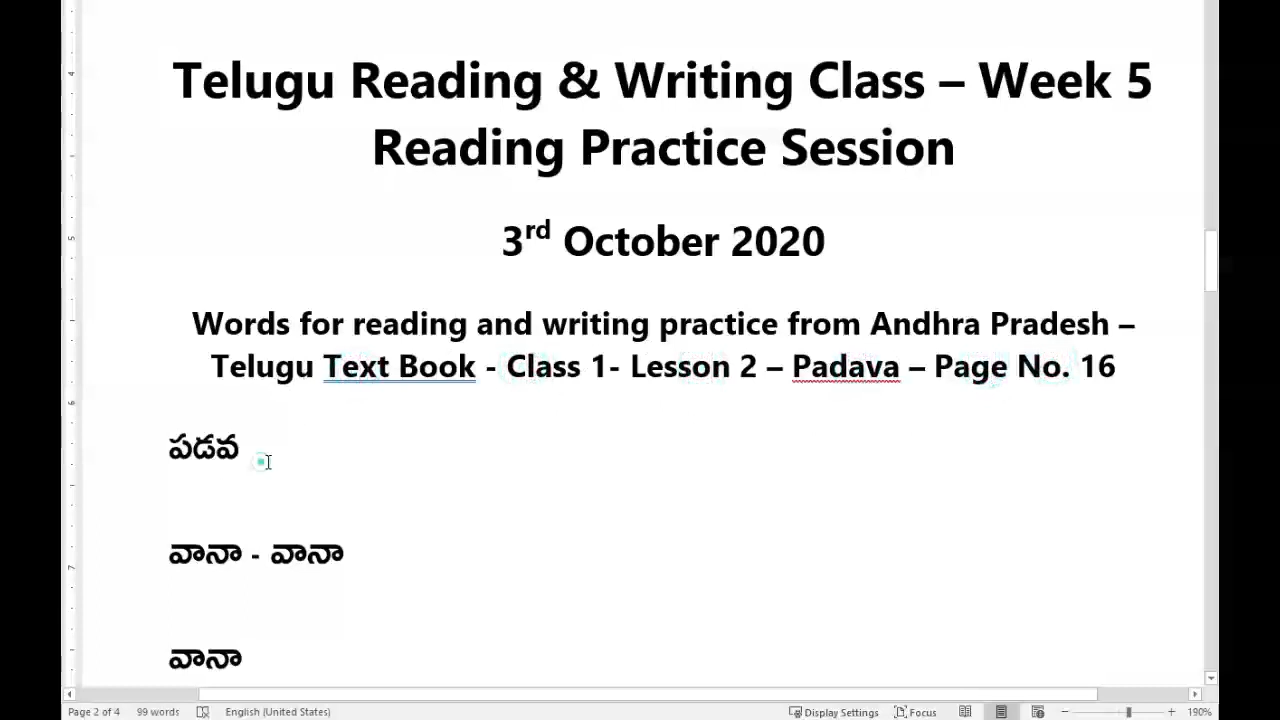 Telugu Reading & Writing Class – Week 5
Reading Practice Session
3rd October 2020
Words for reading and writing practice from Andhra Pradesh –
Telugu Text Book - Class 1- Lesson 2 – Padava – Page No. 16
పడవ
వానా - వానా
వానా
Page 2 of 4 99 words English (United States) Display Settings Focus 190%